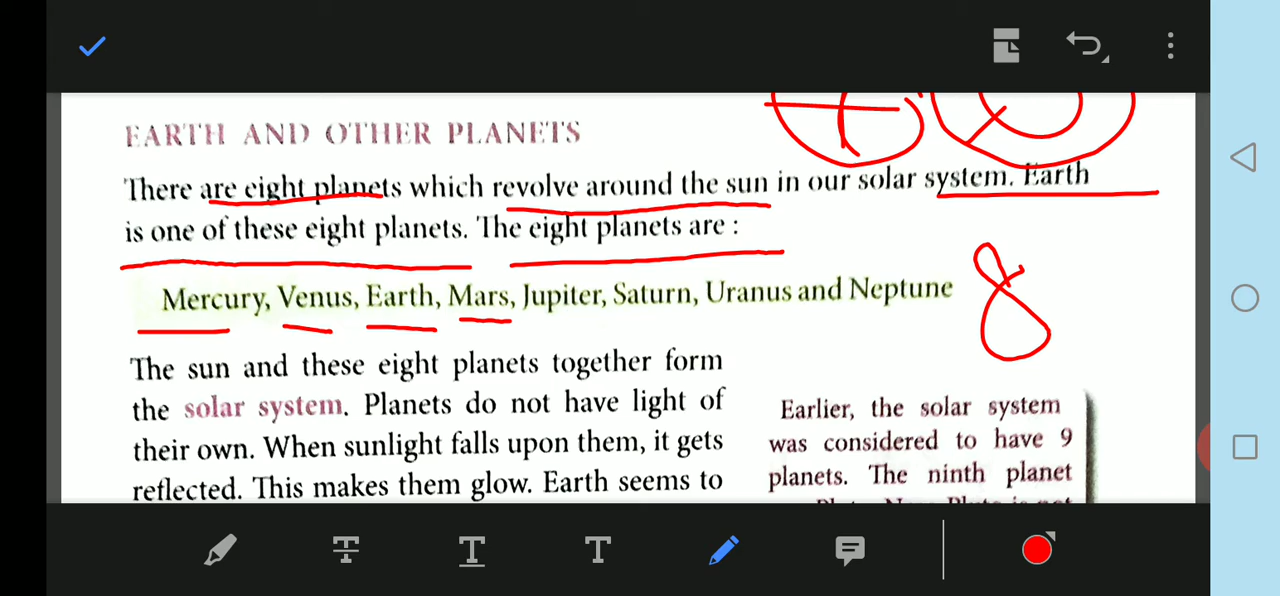 EARTH AND OTHER PLANETS
There are eight planets which revolve around the sun in our solar system. Earth
is one of these eight planets. The eight planets are :
Mercury, Venus, Earth, Mars, Jupiter, Saturn, Uranus and Neptune
8
The sun and these eight planets together form
the solar system. Planets do not have light of
their own. When sunlight falls upon them, it gets
reflected. This makes them glow. Earth seems to
Earlier, the solar system
was considered to have 9
planets. The ninth planet
T
T
T